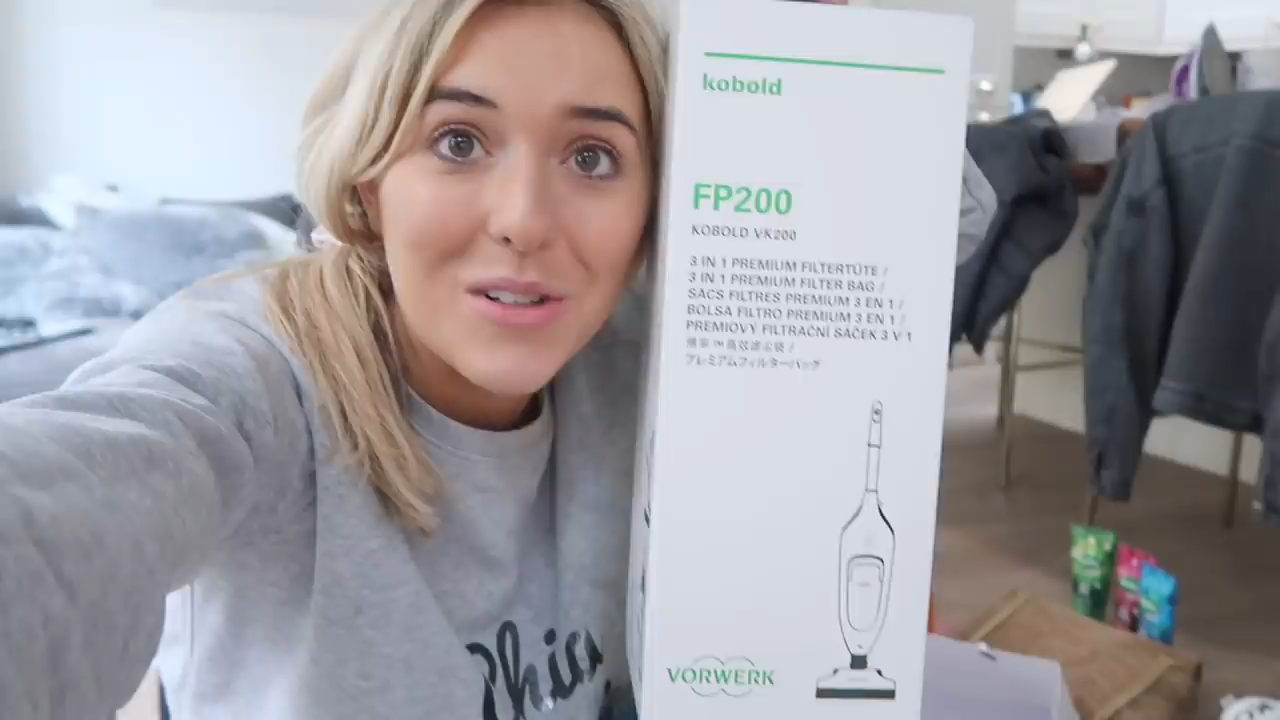 kobold
FP200
KOBOLD VK200
3 IN 1 PREMIUM FILTERTÜTE /
3 IN 1 PREMIUM FILTER BAG /
SACS FILTRES PREMIUM 3 EN 1 /
BOLSA FILTRO PREMIUM 3 EN 1 /
PREMIOVÝ FILTRAČNÍ SÁČEK 3 V 1
プレミアムフィルターバッグ
VORWERK